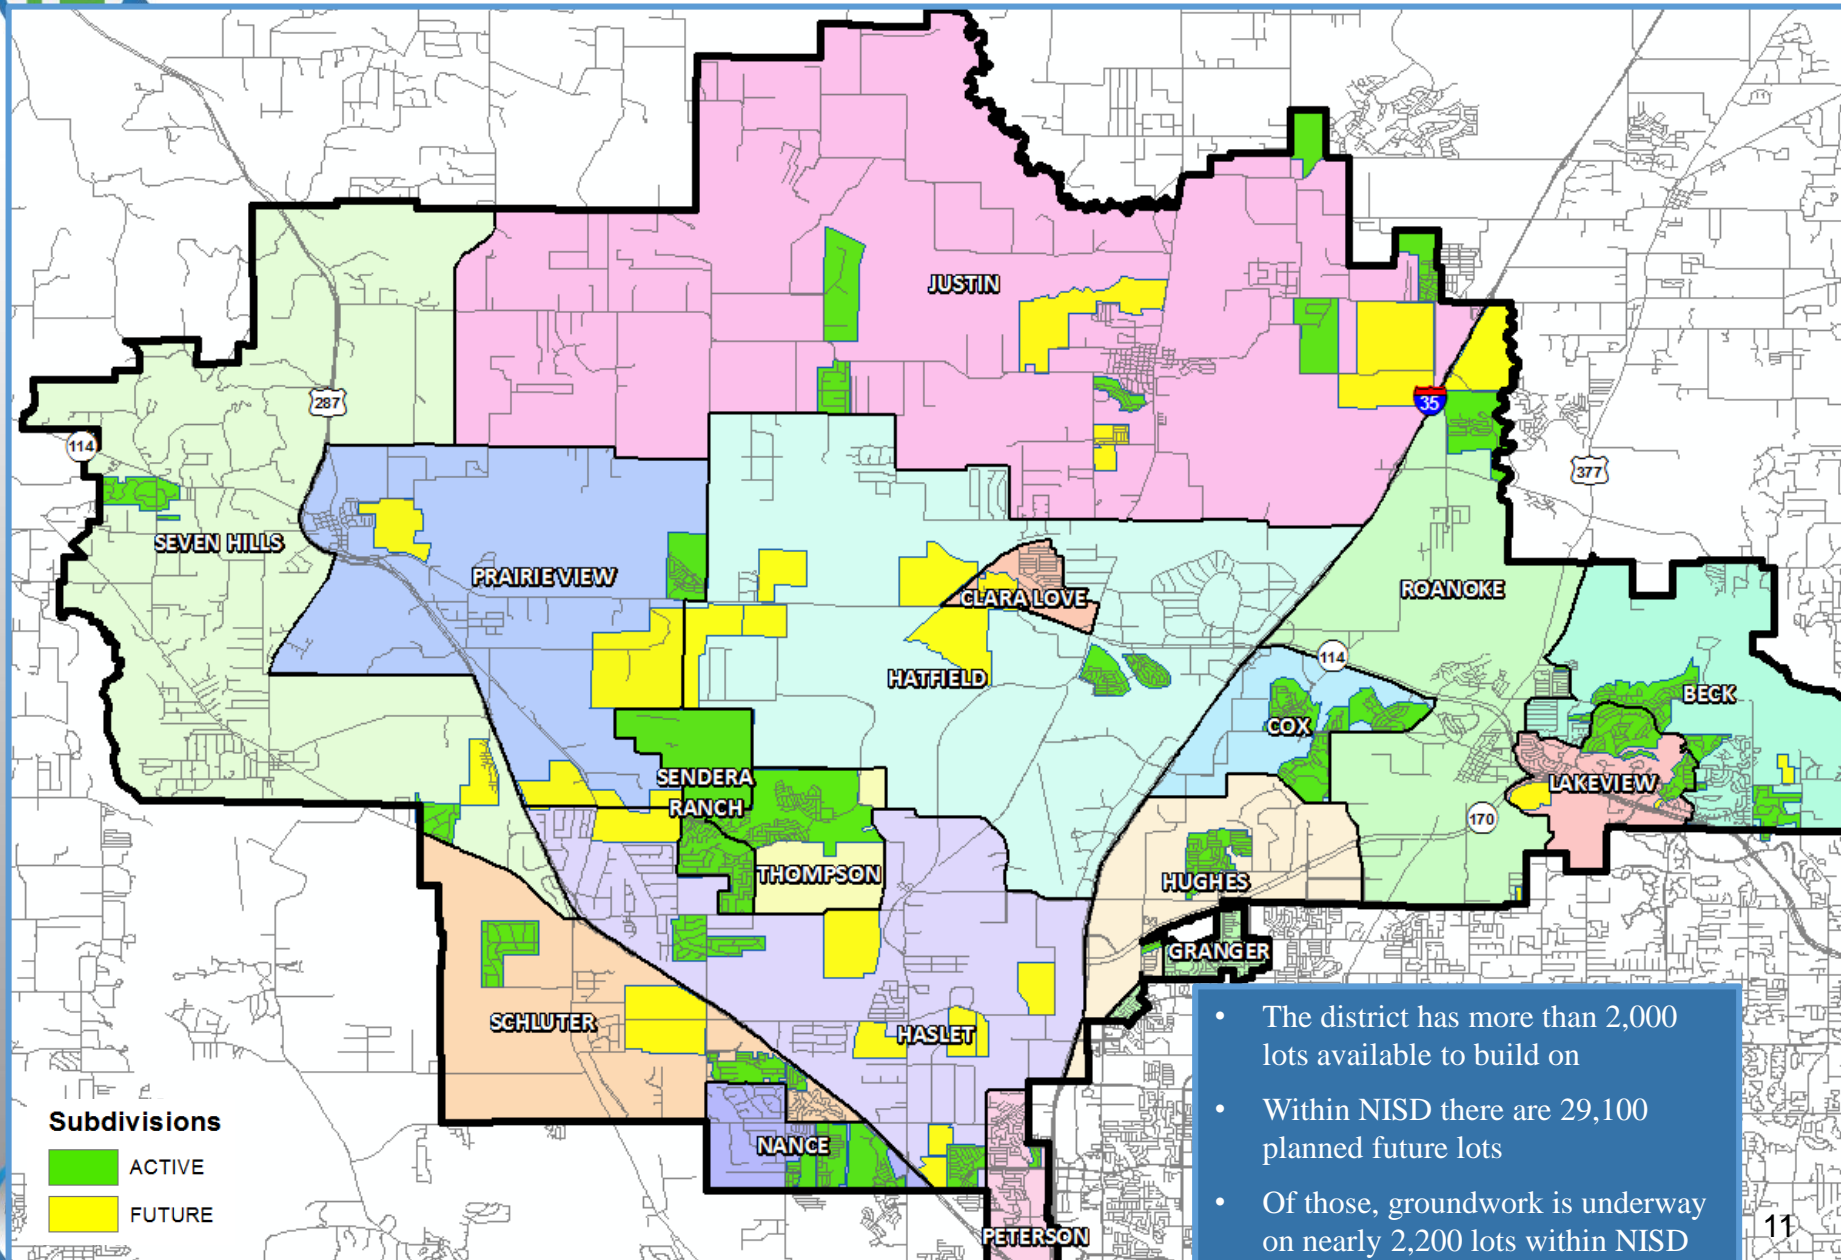 JUSTIN
287
35
114
377
SEVEN HILLS
PRAIRIE VIEW
CLARA LOVE
ROANOKE
114
HATFIELD
BECK
COX
SENDERA
RANCH
LAKEVIEW
170
THOMPSON
HUGHES
GRANGER
SCHLUTER
HASLET
NANCE
PETERSON
Subdivisions
ACTIVE
FUTURE
• The district has more than 2,000
lots available to build on
• Within NISD there are 29,100
planned future lots
• Of those, groundwork is underway
on nearly 2,200 lots within NISD
11